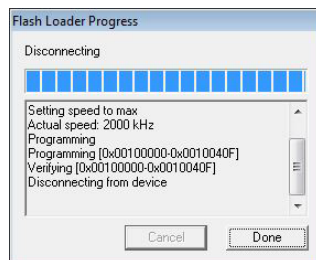 Flash Loader Progress
Disconnecting
Setting speed to max
Actual speed: 2000 kHz
Programming
Programming [0x00100000-0x0010040F]
Verifying [0x00100000-0x0010040F]
Disconnecting from device
Cancel
Done